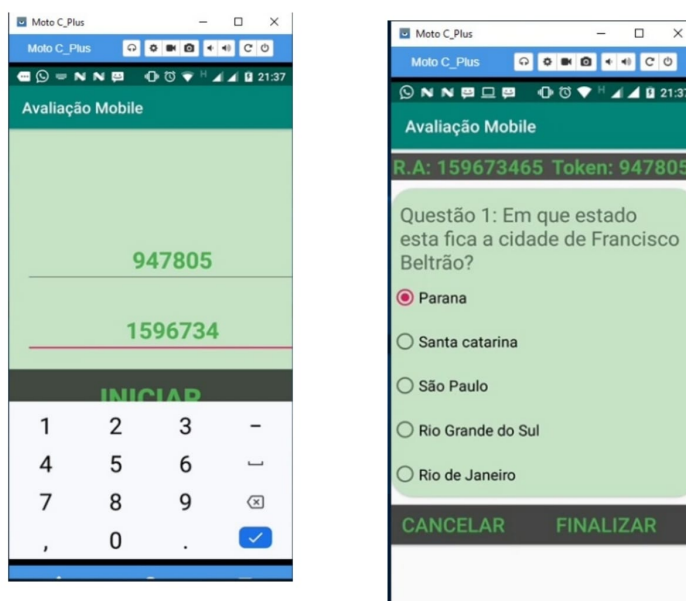 Moto C_Plus
Moto C_Plus
N N
H
21:37
Avaliação Mobile
947805
1596734
INICIAR
1 2 3 -
4 5 6
7 8 9
, 0 .
Moto C_Plus
Moto C_Plus
N N
H
21:37
Avaliação Mobile
R.A: 159673465 Token: 947805
Questão 1: Em que estado
esta fica a cidade de Francisco
Beltrão?
Parana
Santa catarina
São Paulo
Rio Grande do Sul
Rio de Janeiro
CANCELAR FINALIZAR